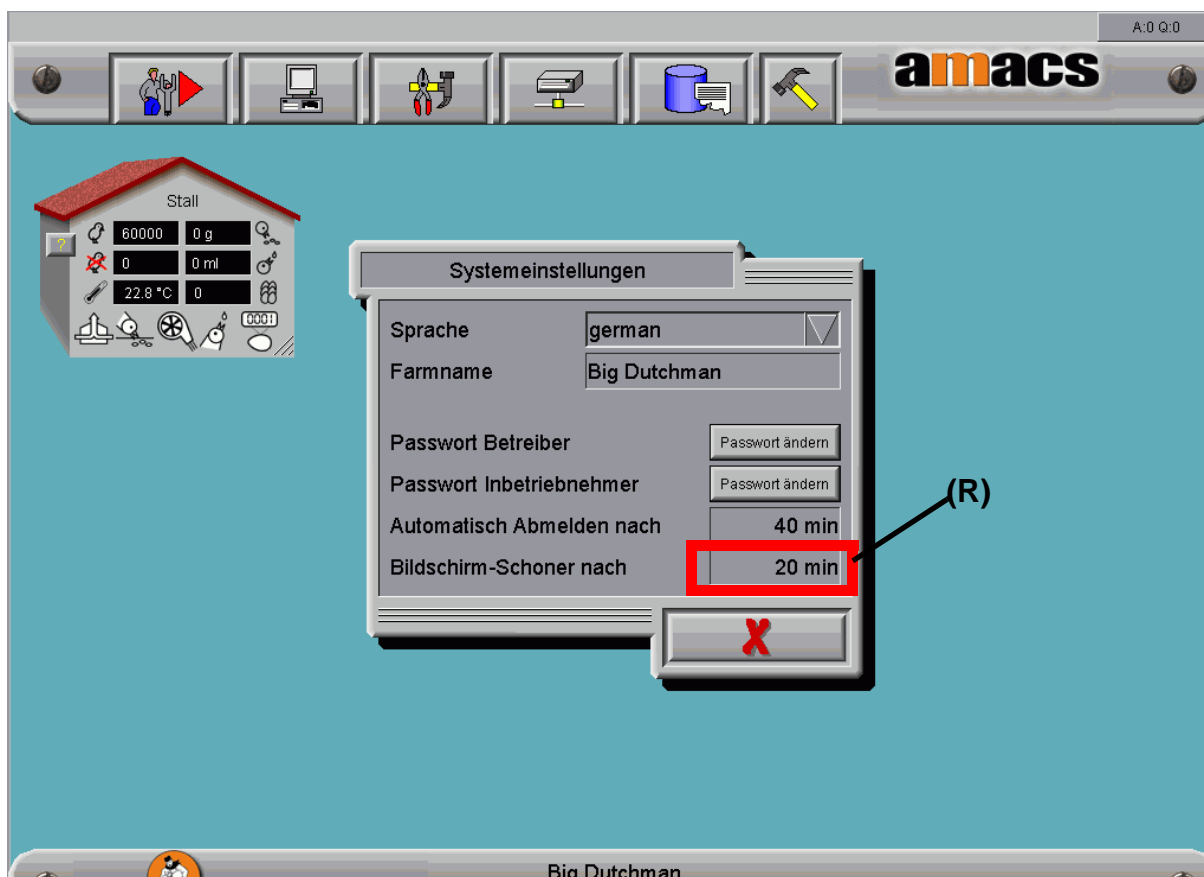 A:0 Q:0
amacs
Stall
60000 0 g
0 0 ml
22.8 °C 0
0001
?
Systemeinstellungen
Sprache german
Farmname Big Dutchman
Passwort Betreiber Passwort ändern
Passwort Inbetriebnehmer Passwort ändern
Automatisch Abmelden nach 40 min
Bildschirm-Schoner nach 20 min
(R)
X
Big Dutchman